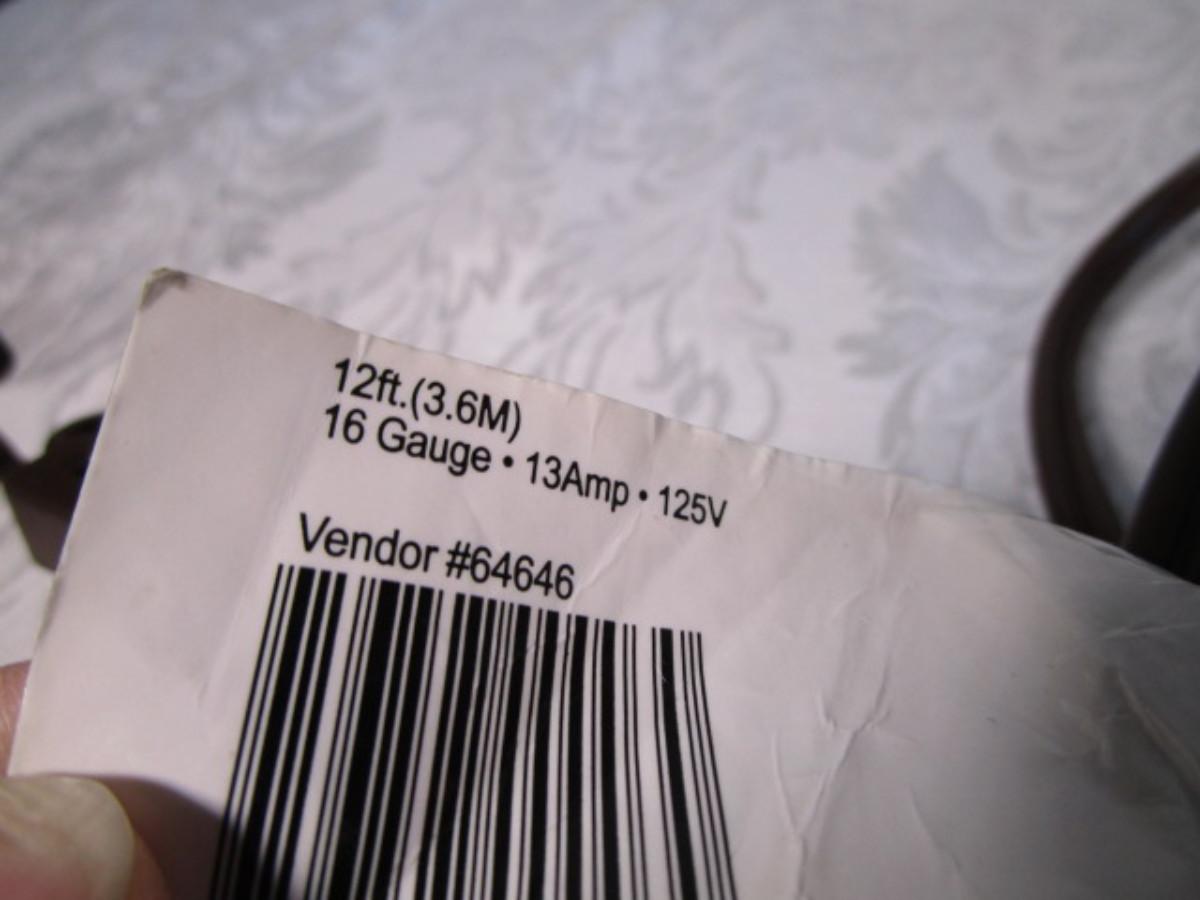 12ft.(3.6M)
16 Gauge • 13Amp • 125V
Vendor #64646